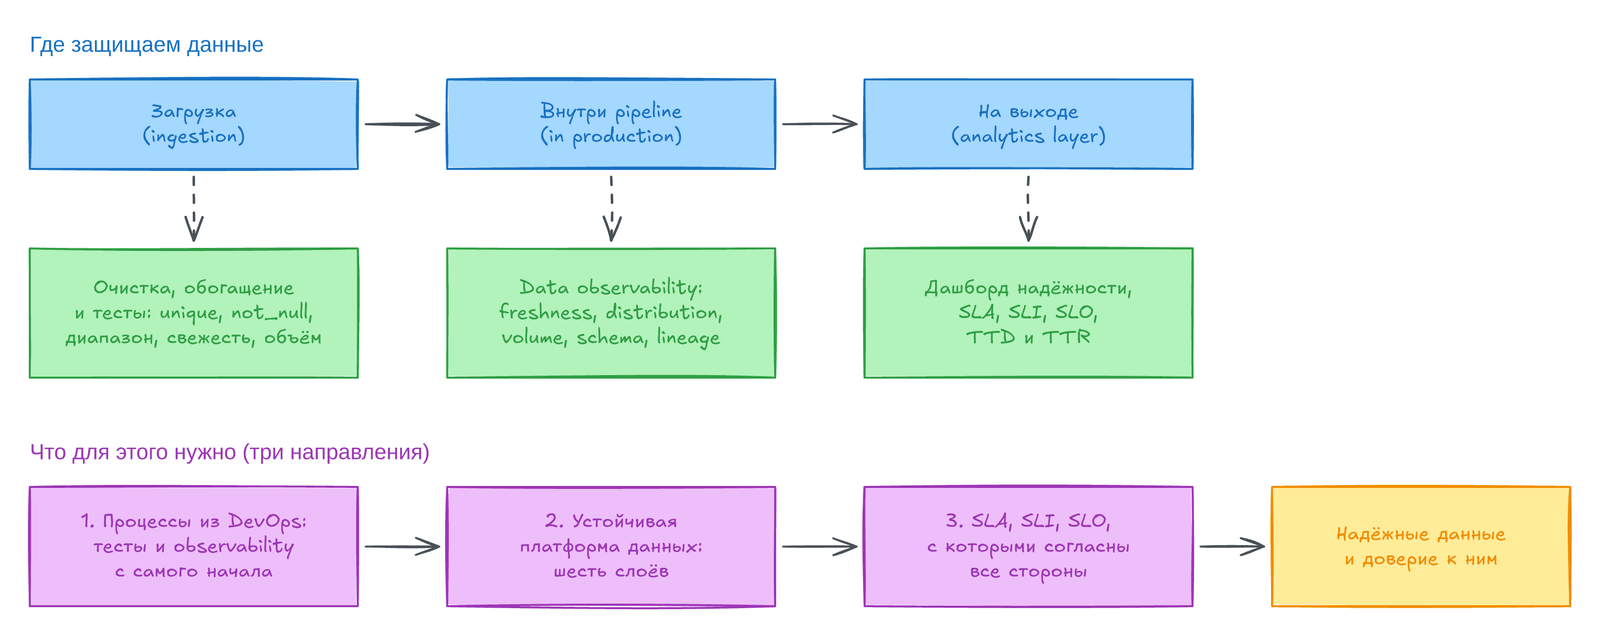 Где защищаем данные
Загрузка
(ingestion)
Внутри pipeline
(in production)
На выходе
(analytics layer)
Очистка, обогащение
и тесты: unique, not_null,
диапазон, свежесть, объём
Data observability:
freshness, distribution,
volume, schema, lineage
Дашборд надёжности,
SLA, SLI, SLO,
TTD и TTR
Что для этого нужно (три направления)
1. Процессы из DevOps:
тесты и observability
с самого начала
2. Устойчивая
платформа данных:
шесть слоёв
3. SLA, SLI, SLO,
с которыми согласны
все стороны
Надёжные данные
и доверие к ним